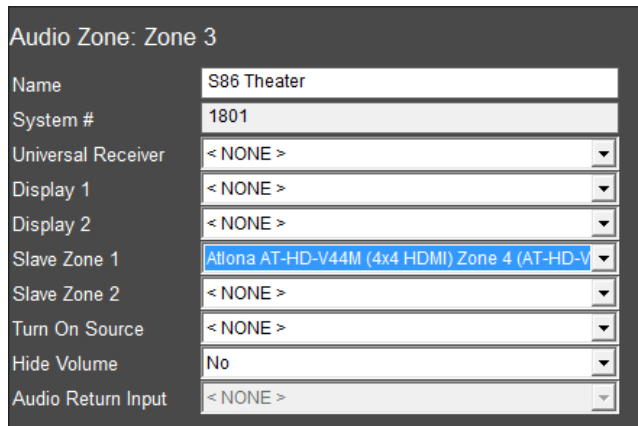 Audio Zone: Zone 3
Name S86 Theater
System # 1801
Universal Receiver < NONE >
Display 1 < NONE >
Display 2 < NONE >
Slave Zone 1 Atlona AT-HD-V44M (4x4 HDMI) Zone 4 (AT-HD-V
Slave Zone 2 < NONE >
Turn On Source < NONE >
Hide Volume No
Audio Return Input < NONE >